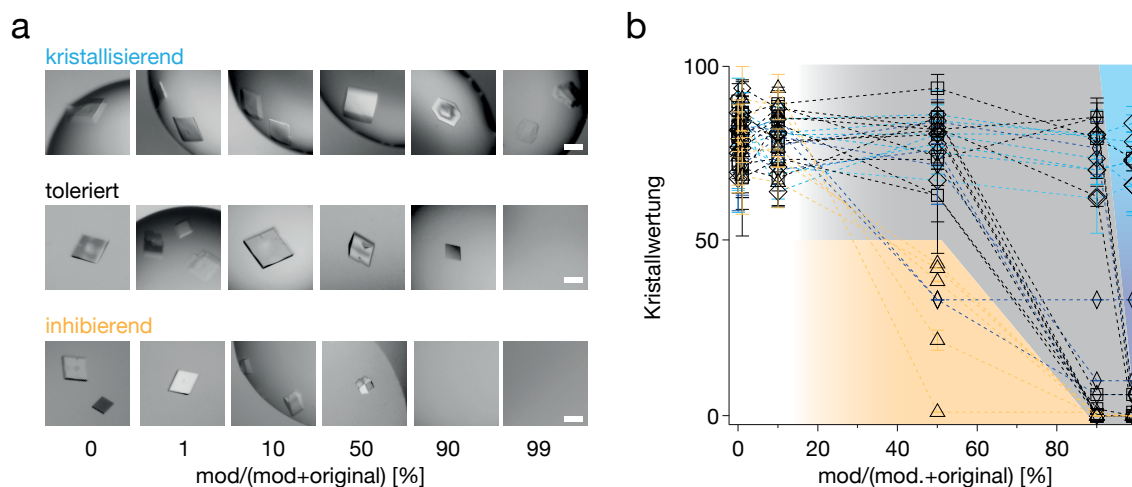 a
kristallisierend
toleriert
inhibierend
0 1 10 50 90 99
mod/(mod+original) [%]
b
100
50
0
Kristallwertung
0 20 40 60 80
mod/(mod.+original) [%]